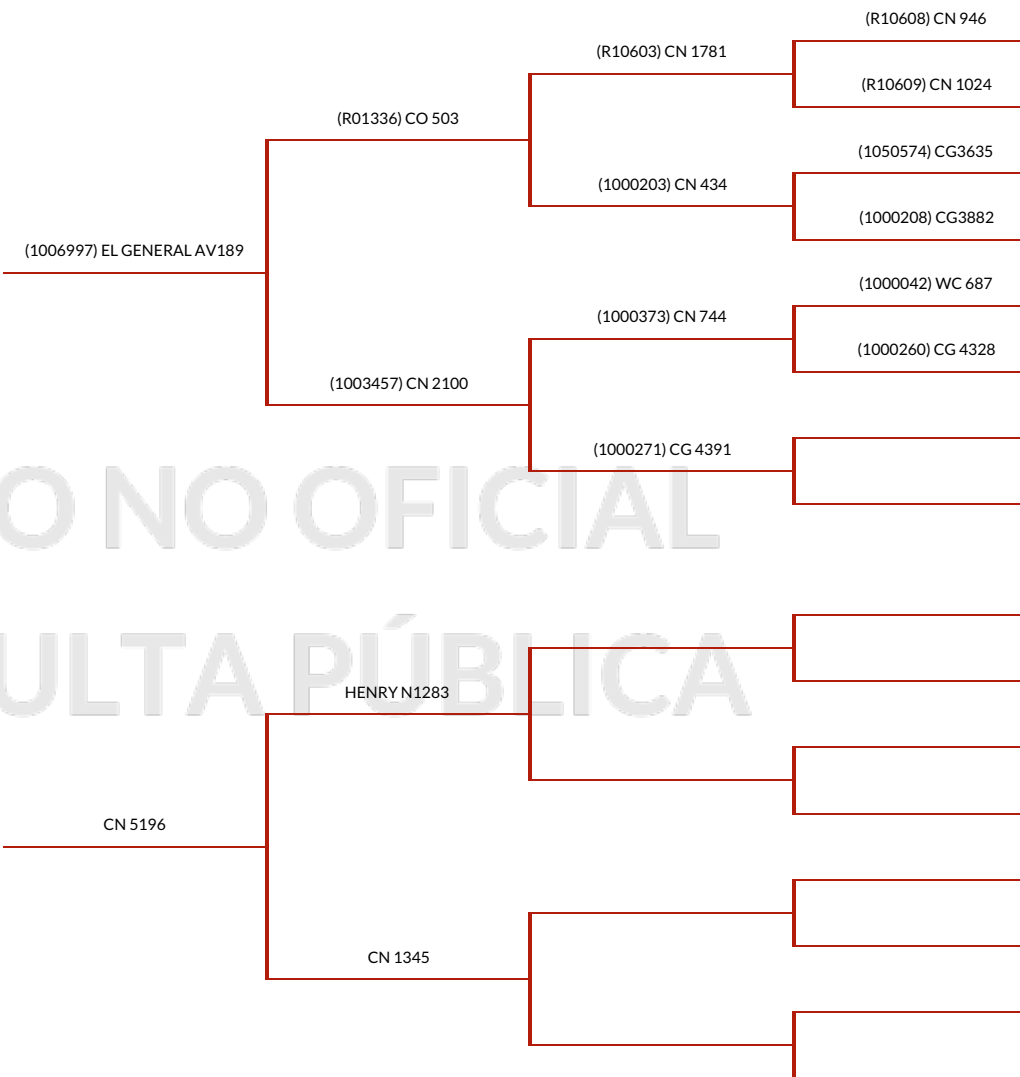 (R10608) CN 946
(R10603) CN 1781
(R10609) CN 1024
(R01336) CO 503
(1050574) CG3635
(1000203) CN 434
(1000208) CG3882
(1006997) EL GENERAL AV189
(1000042) WC 687
(1000373) CN 744
(1000260) CG 4328
(1003457) CN 2100
(1000271) CG 4391
O NO OFICIAL
ULTA PÚBLICA
HENRY N1283
CN 5196
CN 1345